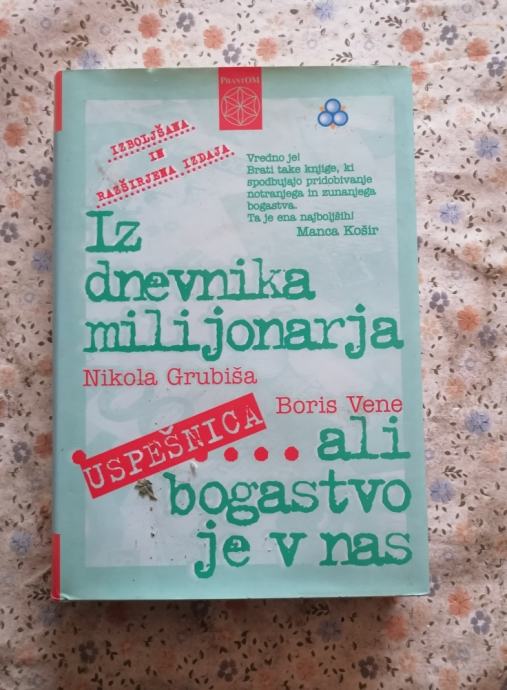 PHANTOM
IZBOLJŠANA
IN
RAZŠIRJENA IZDAJA
Vredno je!
Brati take knjige, ki
spodbujajo pridobivanje
notranjega in zunanjega
bogastva.
Ta je ena najboljših!
Manca Košir
Iz
dnevnika
milijonarja
Nikola Grubiša
Boris Vene
USPEŠNICA
....ali
bogastvo
je v nas